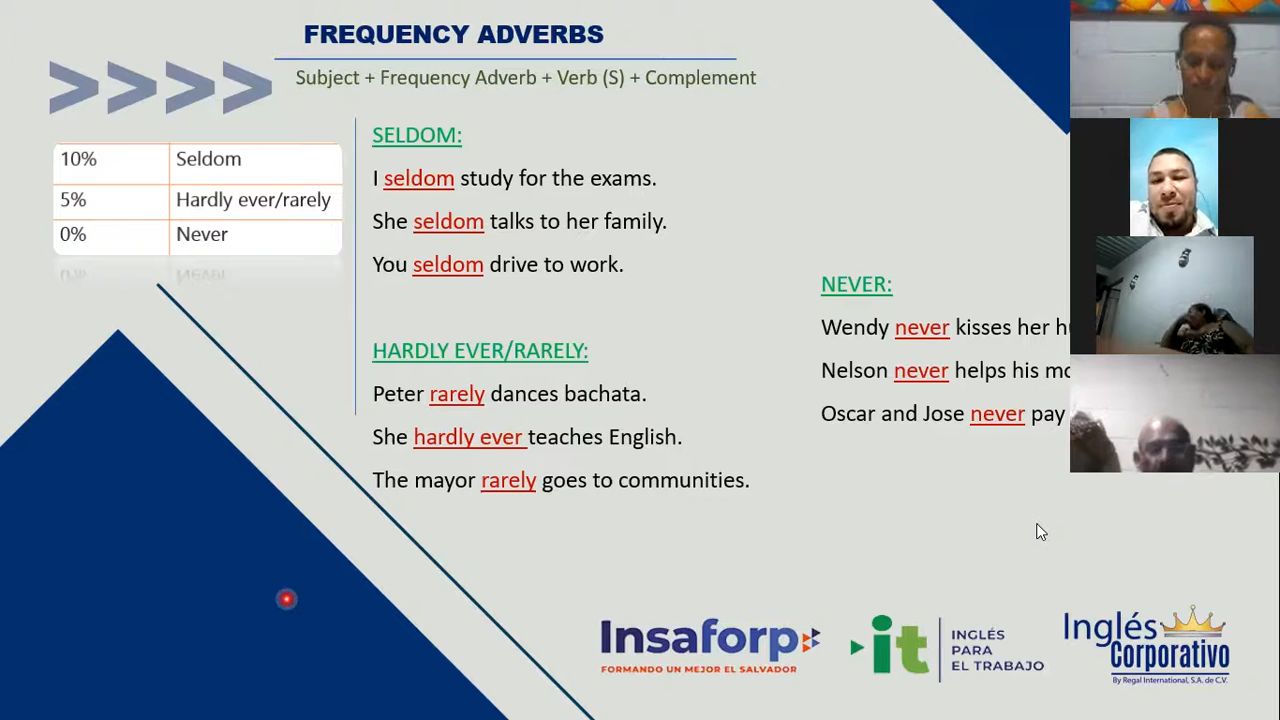 FREQUENCY ADVERBS
Subject + Frequency Adverb + Verb (S) + Complement
10% Seldom
5% Hardly ever/rarely
0% Never
SELDOM:
I seldom study for the exams.
She seldom talks to her family.
You seldom drive to work.
HARDLY EVER/RARELY:
Peter rarely dances bachata.
She hardly ever teaches English.
The mayor rarely goes to communities.
NEVER:
Wendy never kisses her
Nelson never helps his
Oscar and Jose never pay
Insaforp
FORMANDO UN MEJOR EL SALVADOR
it
INGLÉS
PARA
EL TRABAJO
Inglés
Corporativo
By Regal International, S.A. de C.V.